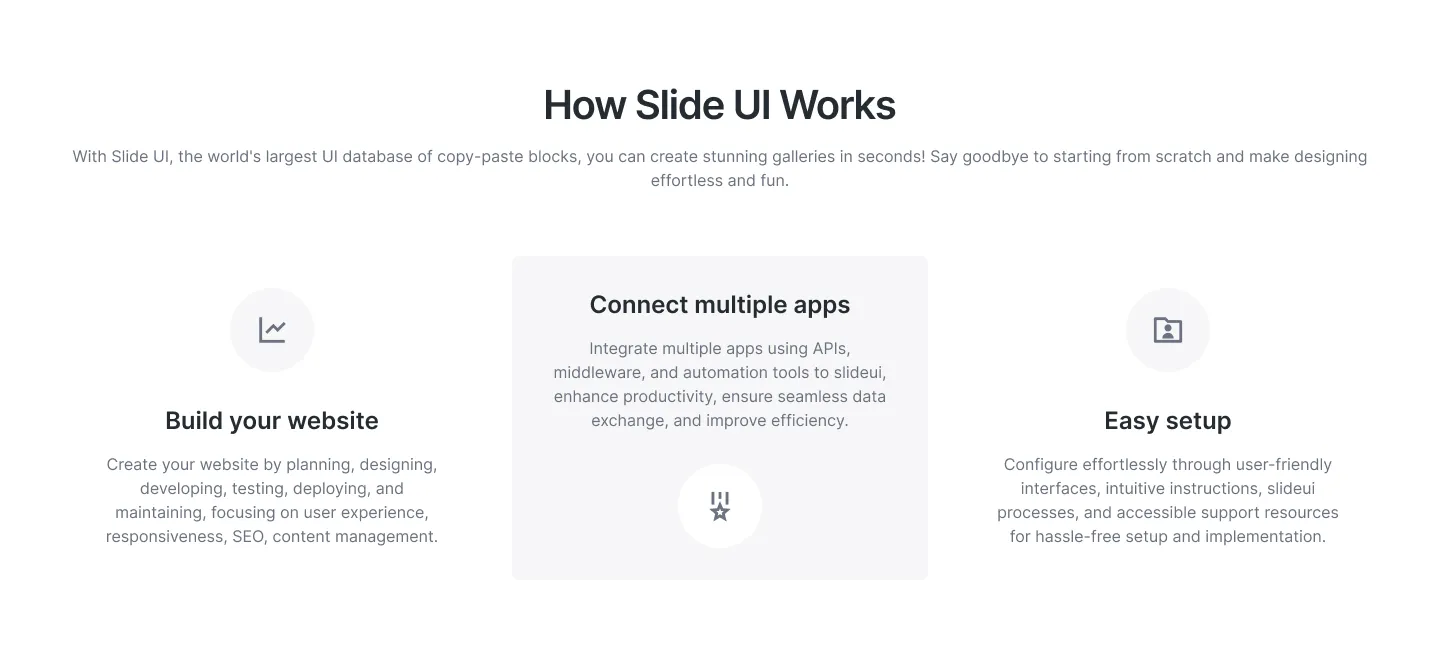 How Slide UI Works
With Slide UI, the world's largest UI database of copy-paste blocks, you can create stunning galleries in seconds! Say goodbye to starting from scratch and make designing
effortless and fun.
Build your website
Create your website by planning, designing,
developing, testing, deploying, and
maintaining, focusing on user experience,
responsiveness, SEO, content management.
Connect multiple apps
Integrate multiple apps using APIs,
middleware, and automation tools to slideui,
enhance productivity, ensure seamless data
exchange, and improve efficiency.
Easy setup
Configure effortlessly through user-friendly
interfaces, intuitive instructions, slideui
processes, and accessible support resources
for hassle-free setup and implementation.